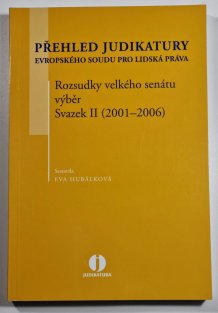 PŘEHLED JUDIKATURY
EVROPSKÉHO SOUDU PRO LIDSKÁ PRÁVA
Rozsudky velkého senátu
výběr
Svazek II (2001–2006)
Sestavila
EVA HUBÁLKOVÁ
JUDIKATURA